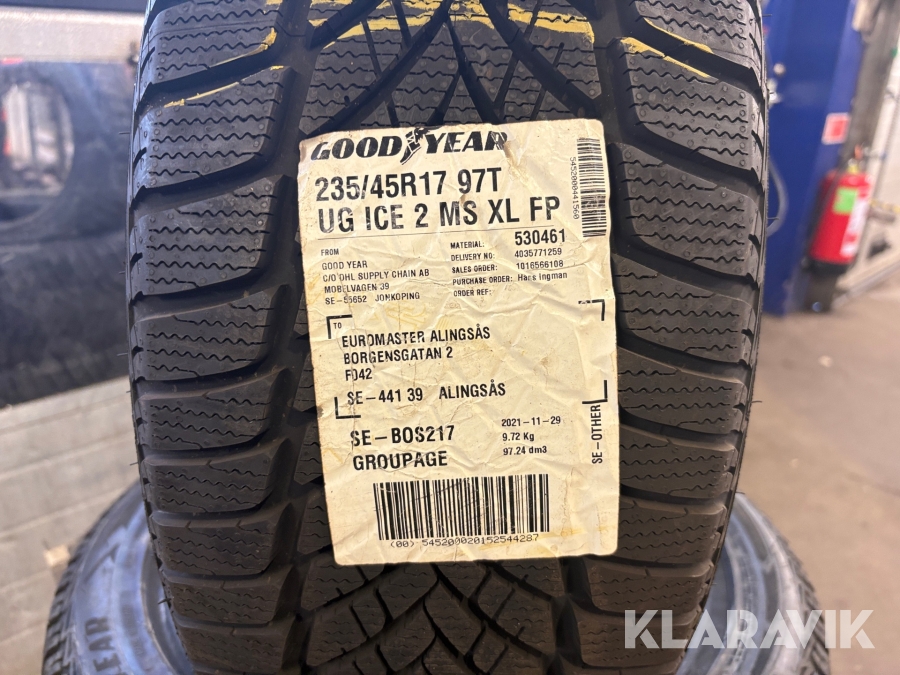 GOODYEAR
235/45R17 97T
UG ICE 2 MS XL FP
FROM
GOOD YEAR
C/O DHL SUPPLY CHAIN AB
MOBELVAGEN 39
SE-55652 JONKOPING
MATERIAL: 530461
DELIVERY NO: 4035771259
SALES ORDER: 1016566108
PURCHASE ORDER: Hans Ingman
ORDER REF:
5452000441560
TO
EUROMASTER ALINGSÅS
BORGENSGATAN 2
FD42
SE-441 39 ALINGSÅS
SE-OTHER
SE-BOS217
GROUPAGE
2021-11-29
9.72 Kg
97.24 dm3
(00) 545200020152544287
EAR
KLARAVIK